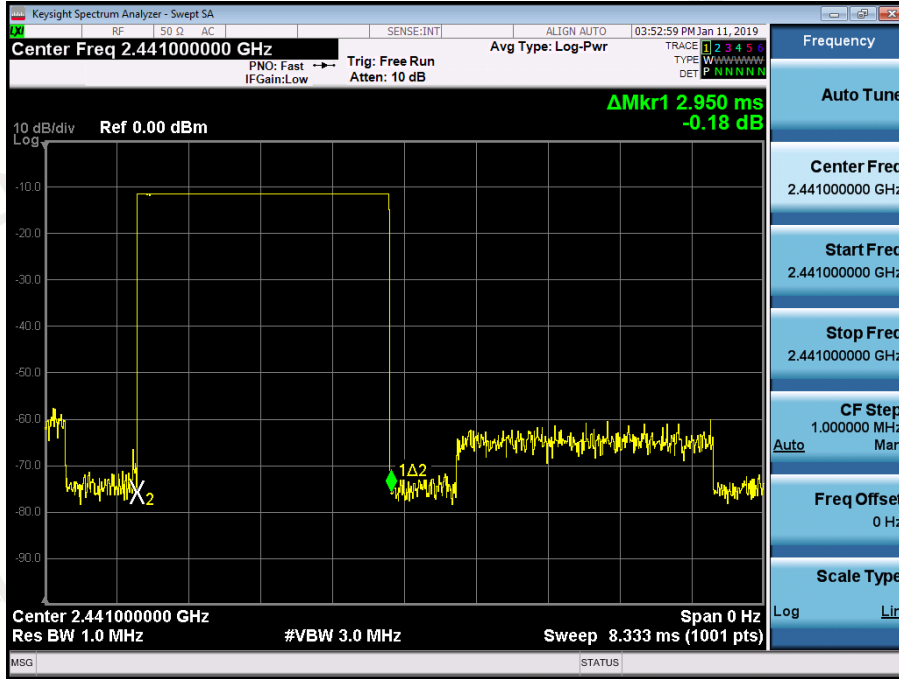 Keysight Spectrum Analyzer - Swept SA
LXI RF 50 Ω AC SENSE:INT ALIGN AUTO 03:52:59 PM Jan 11, 2019
Center Freq 2.441000000 GHz
PNO: Fast
IFGain:Low
Trig: Free Run
Atten: 10 dB
Avg Type: Log-Pwr
TRACE 1 2 3 4 5 6
TYPE WWWWWWW
DET P N N N N N
ΔMkr1 2.950 ms
-0.18 dB
10 dB/div Ref 0.00 dBm
Log
-10.0
-20.0
-30.0
-40.0
-50.0
-60.0
-70.0
-80.0
-90.0
1Δ2
2
Center 2.441000000 GHz Span 0 Hz
Res BW 1.0 MHz #VBW 3.0 MHz Sweep 8.333 ms (1001 pts)
MSG STATUS
Frequency
Auto Tune
Center Freq
2.441000000 GHz
Start Freq
2.441000000 GHz
Stop Freq
2.441000000 GHz
CF Step
1.000000 MHz
Auto Man
Freq Offset
0 Hz
Scale Type
Log Lin